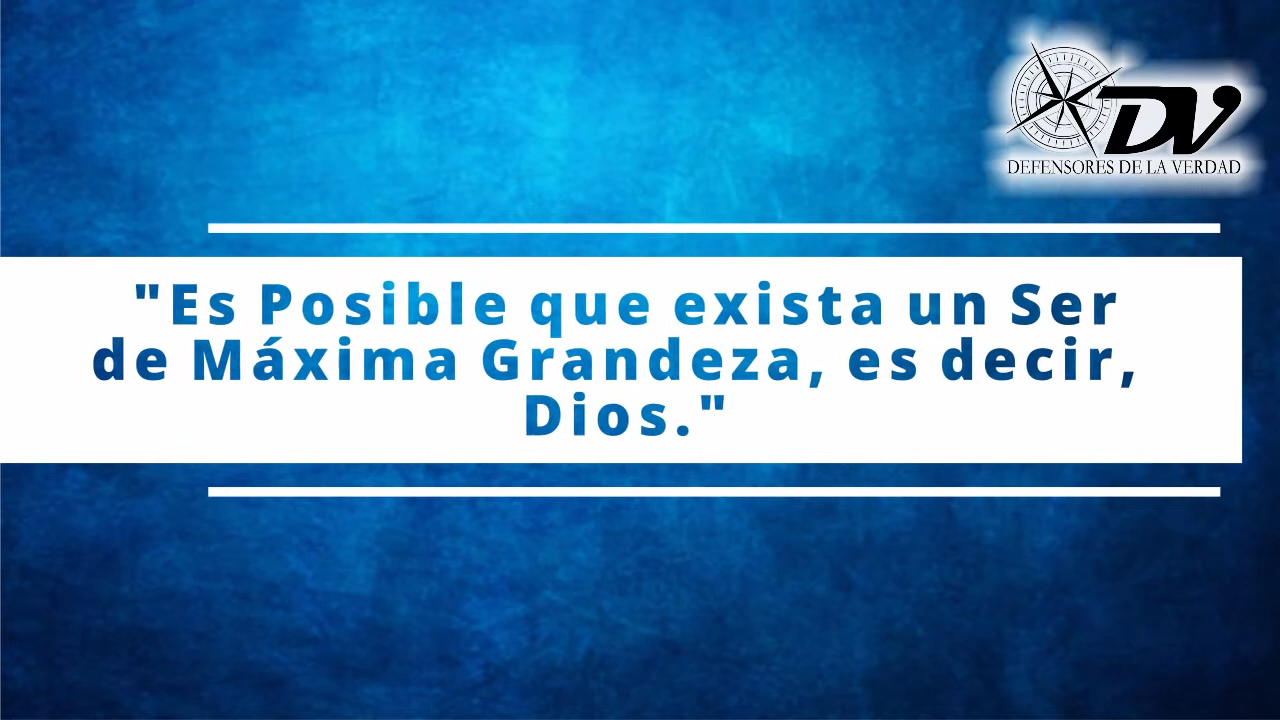 DV
DEFENSORES DE LA VERDAD
"Es Posible que exista un Ser
de Máxima Grandeza, es decir,
Dios."